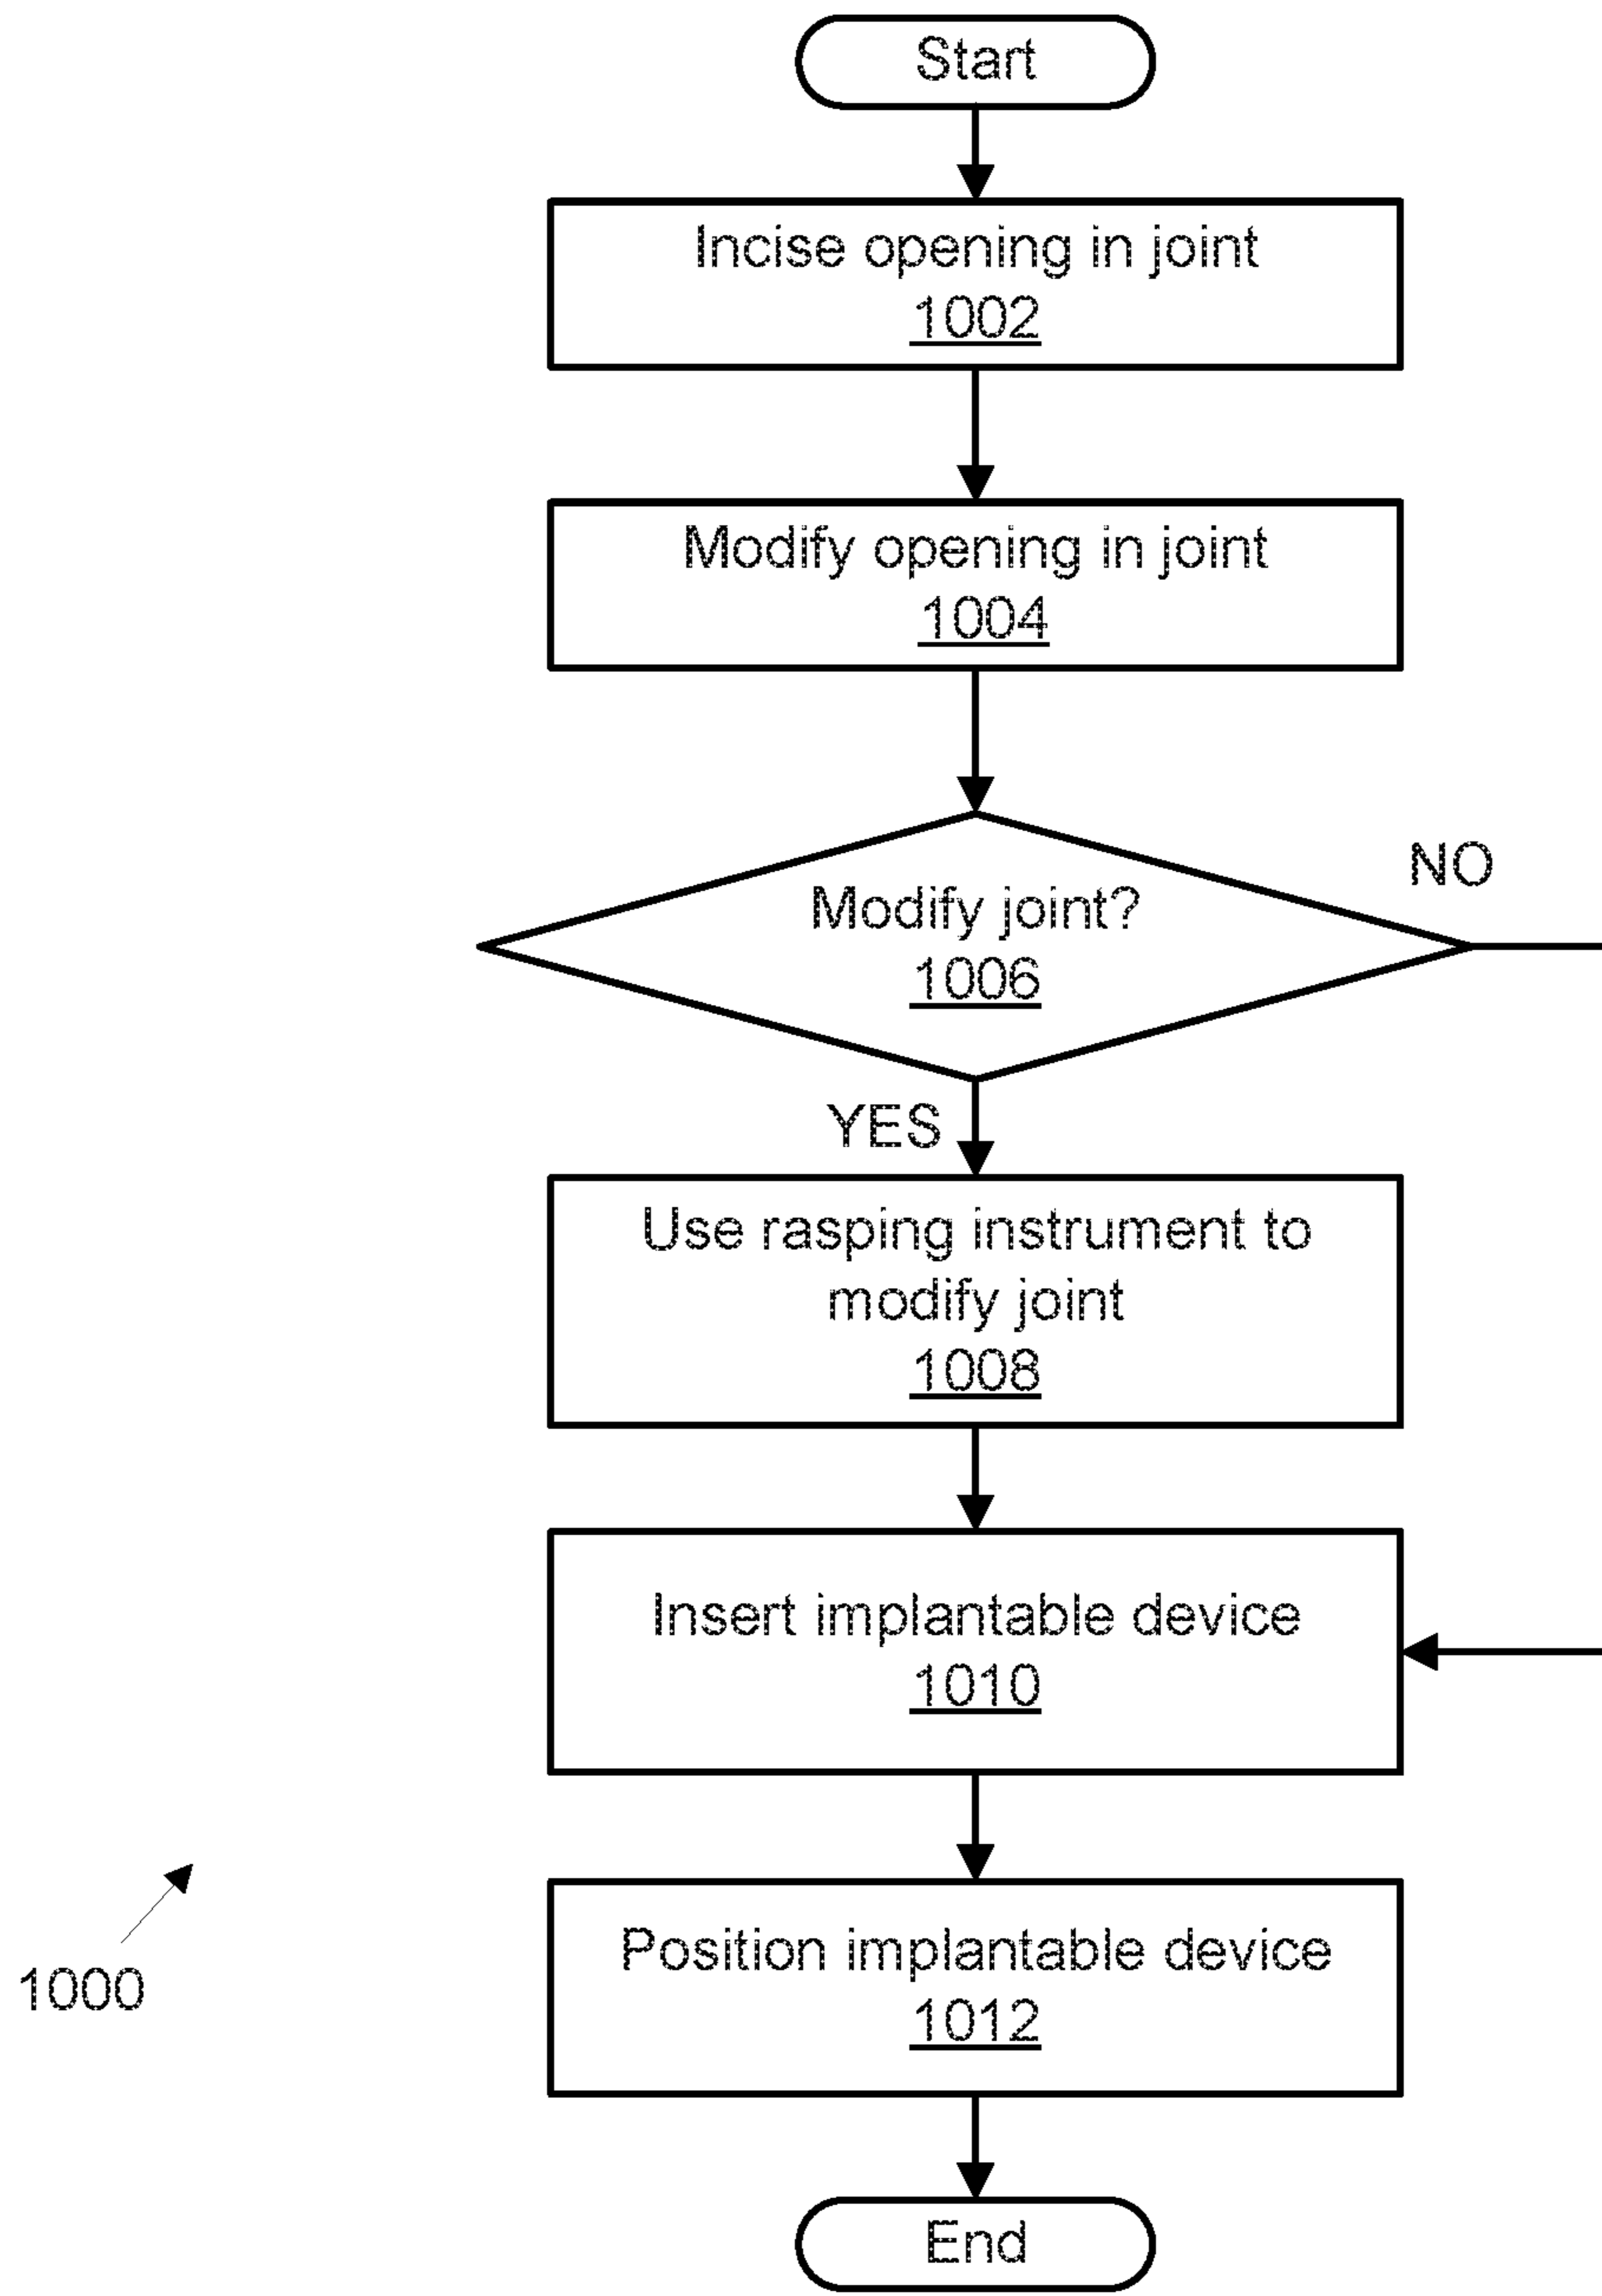 Start
Incise opening in joint
1002
Modify opening in joint
1004
Modify joint?
1006
NO
YES
Use rasping instrument to
modify joint
1008
Insert implantable device
1010
Position implantable device
1012
1000
End